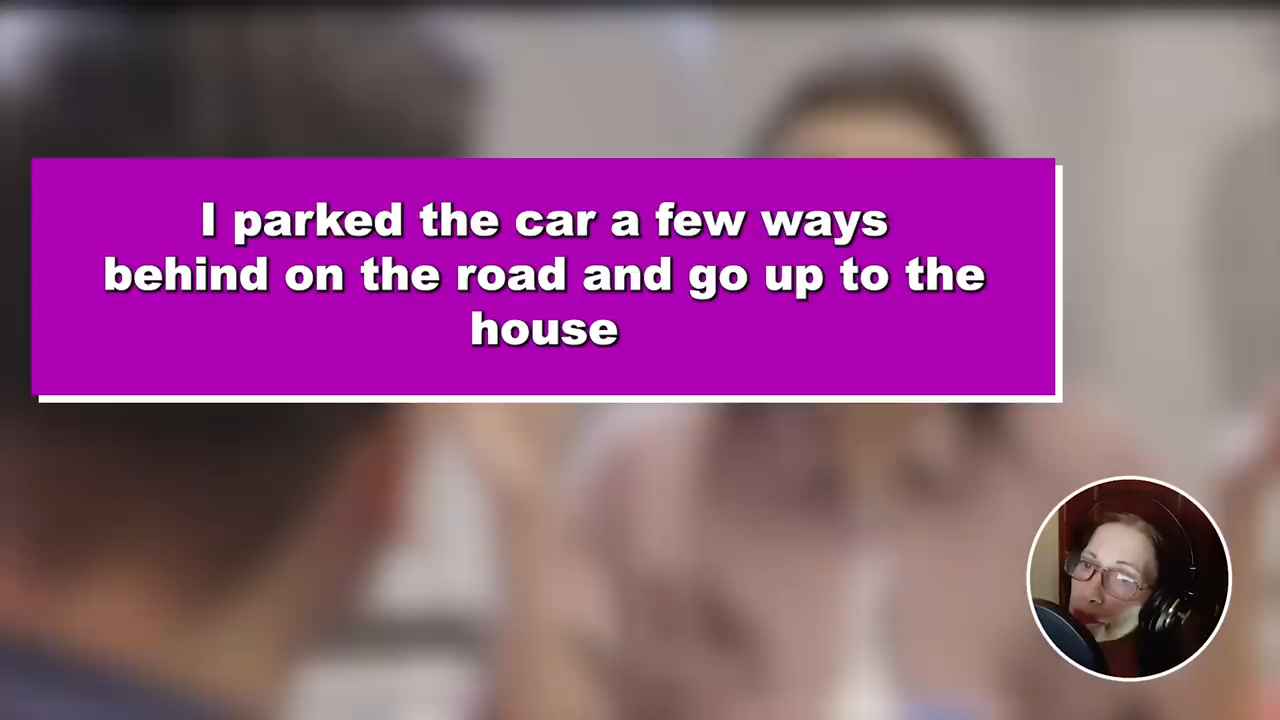 I parked the car a few ways
behind on the road and go up to the
house